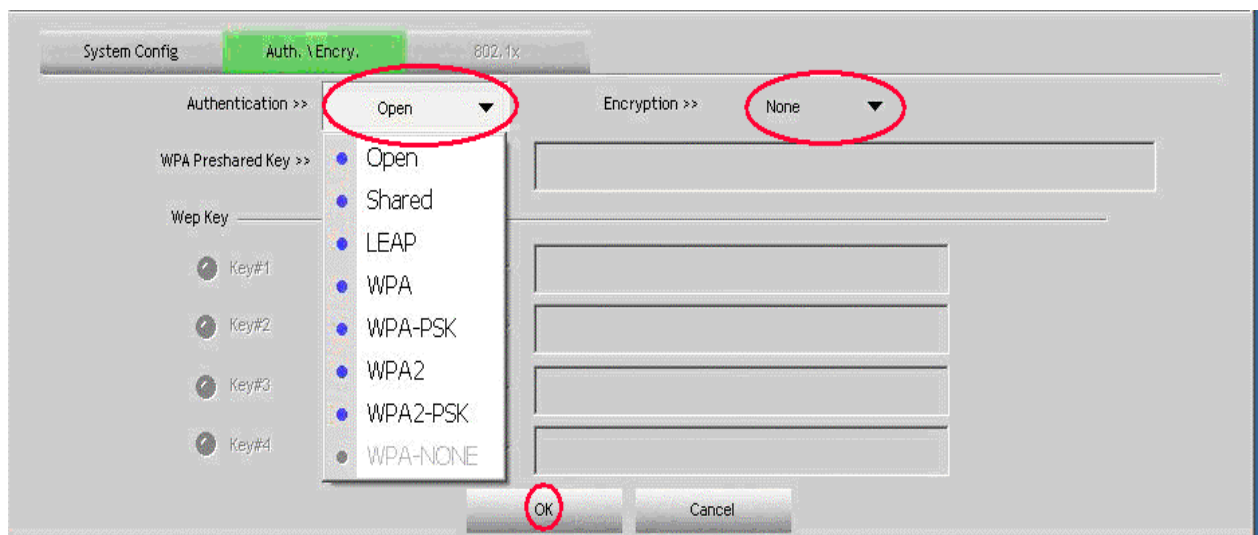 System Config Auth. \ Encry. 802.1x
Authentication >> Open Encryption >> None
WPA Preshared Key >>
Open
Shared
LEAP
WPA
WPA-PSK
WPA2
WPA2-PSK
WPA-NONE
Wep Key
Key#1
Key#2
Key#3
Key#4
OK Cancel